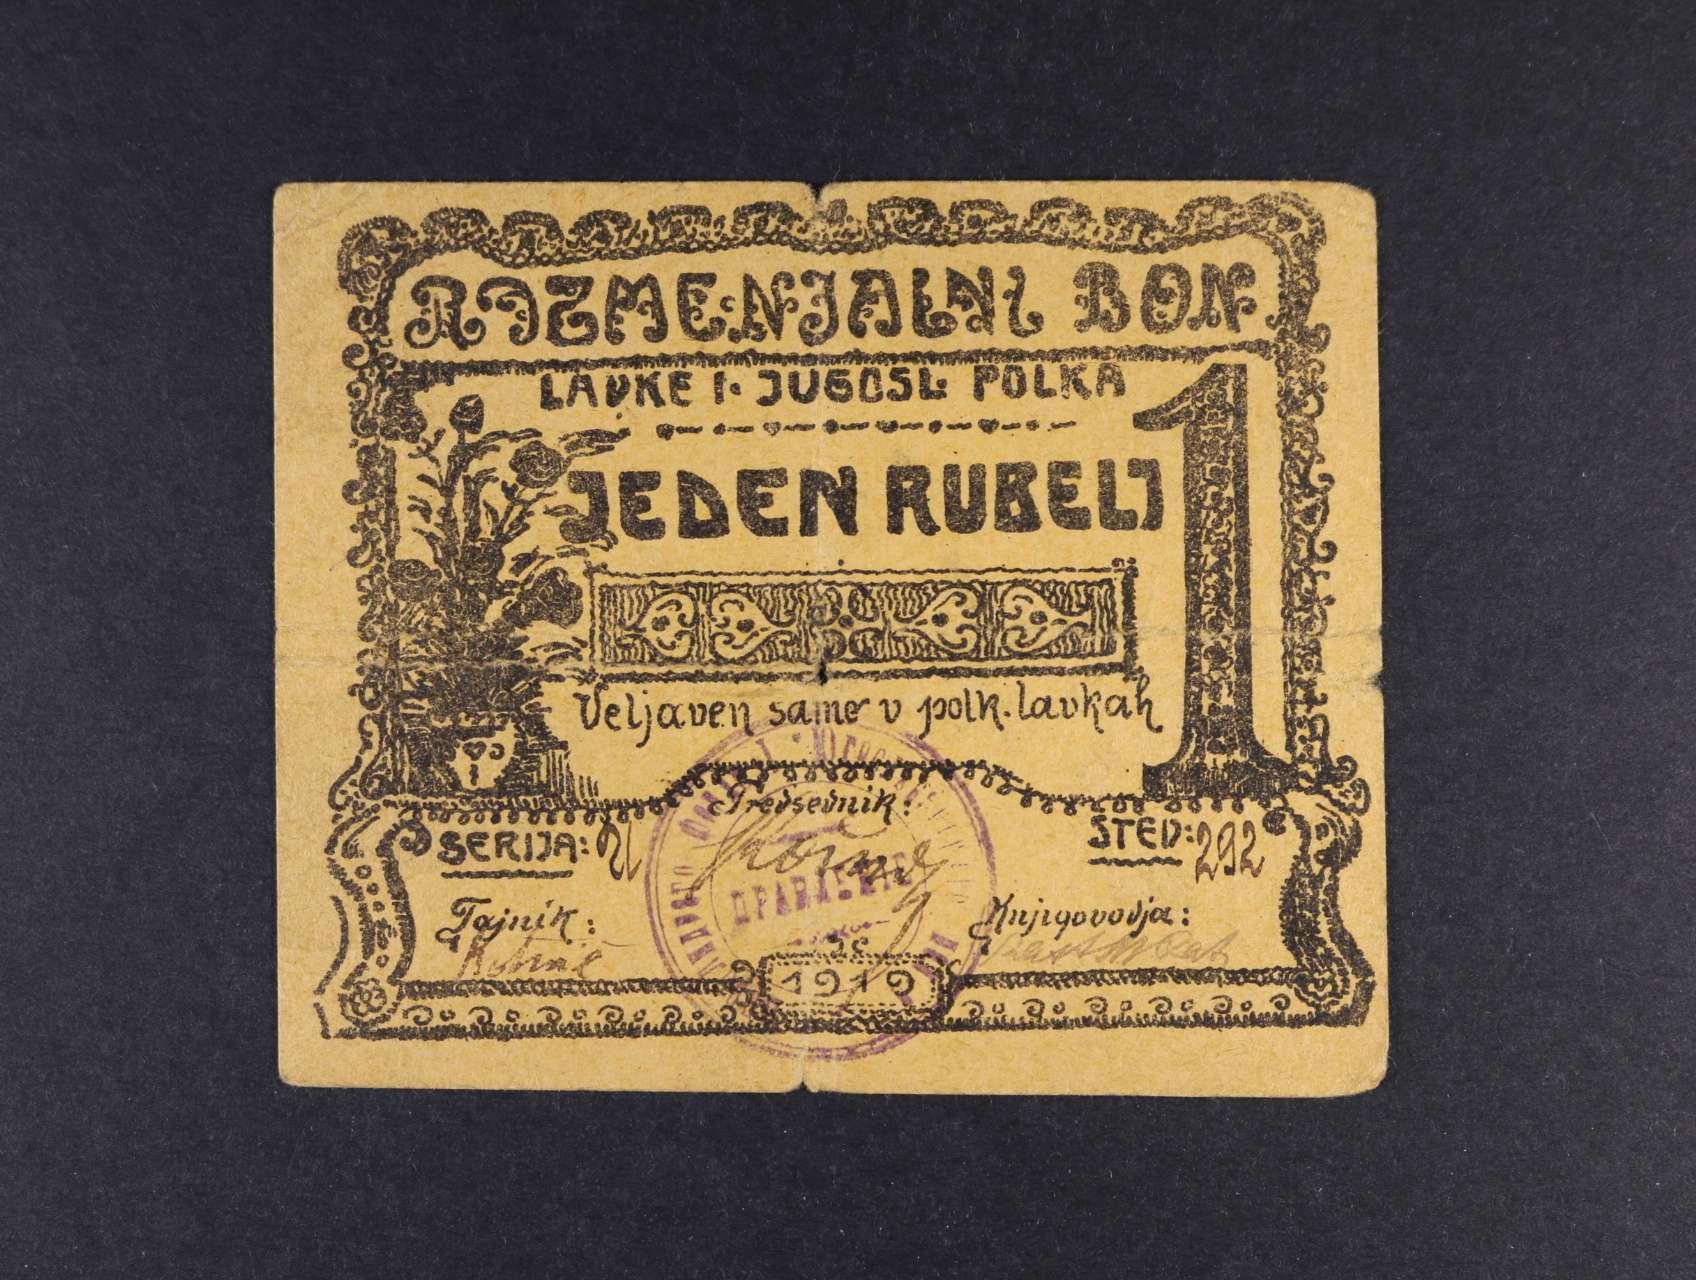 RAZMENJALNI BON
LAVKE I. JUGOSL. POLKA
1
JEDEN RUBELJ
Veljaven samo v polk. lavkah
Predsednik:
SERIJA:
ŠTEV: 292
Tajnik:
Knjigovodja:
ПРАВЛЕНИЕ
1919